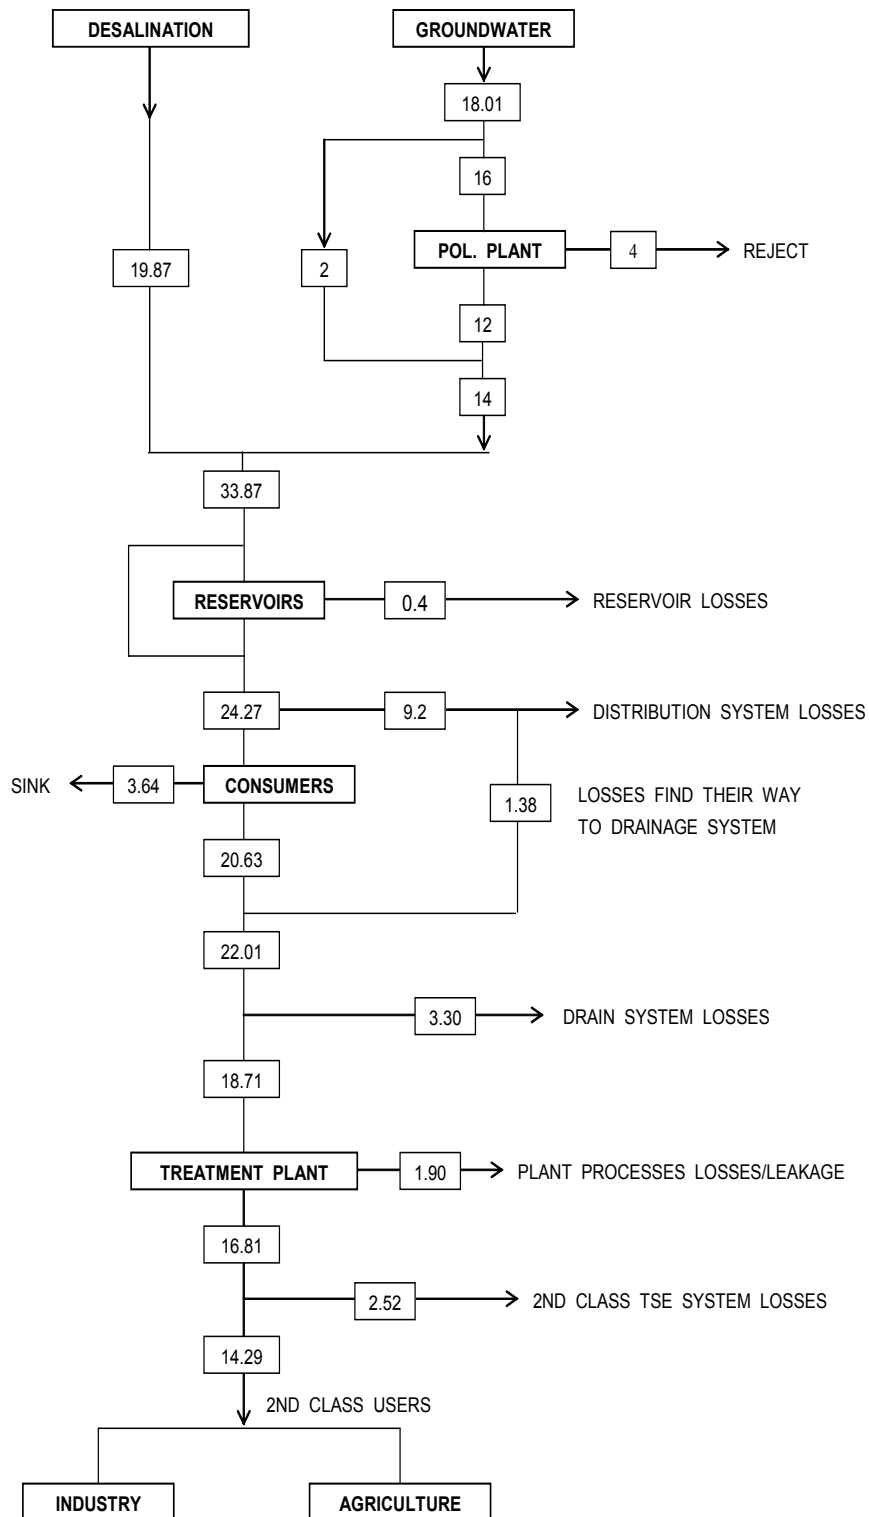 DESALINATION
GROUNDWATER
18.01
16
POL. PLANT
4
REJECT
19.87
2
12
14
33.87
RESERVOIRS
0.4
RESERVOIR LOSSES
24.27
9.2
DISTRIBUTION SYSTEM LOSSES
SINK
3.64
CONSUMERS
1.38
LOSSES FIND THEIR WAY
TO DRAINAGE SYSTEM
20.63
22.01
3.30
DRAIN SYSTEM LOSSES
18.71
TREATMENT PLANT
1.90
PLANT PROCESSES LOSSES/LEAKAGE
16.81
2.52
2ND CLASS TSE SYSTEM LOSSES
14.29
2ND CLASS USERS
INDUSTRY
AGRICULTURE